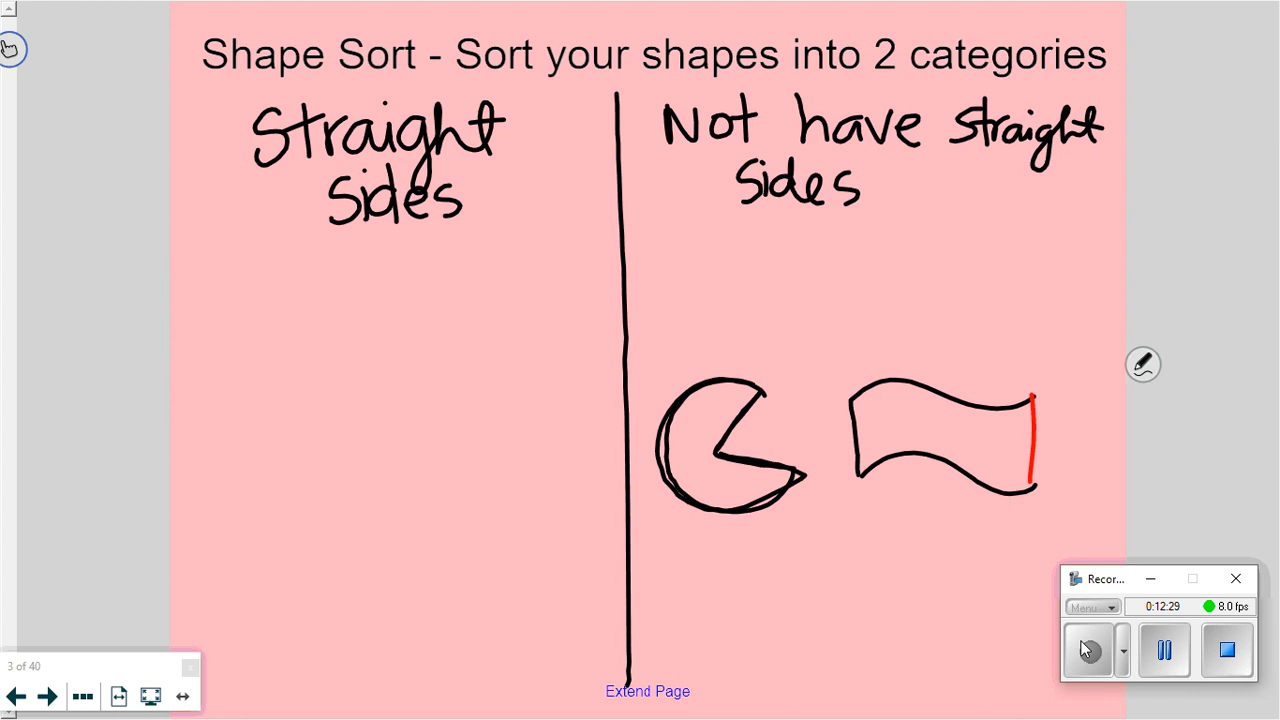 Shape Sort - Sort your shapes into 2 categories
Straight
Sides
Not have straight
Sides
Recor...
Menu
0:12:29
8.0 fps
3 of 40
Extend Page